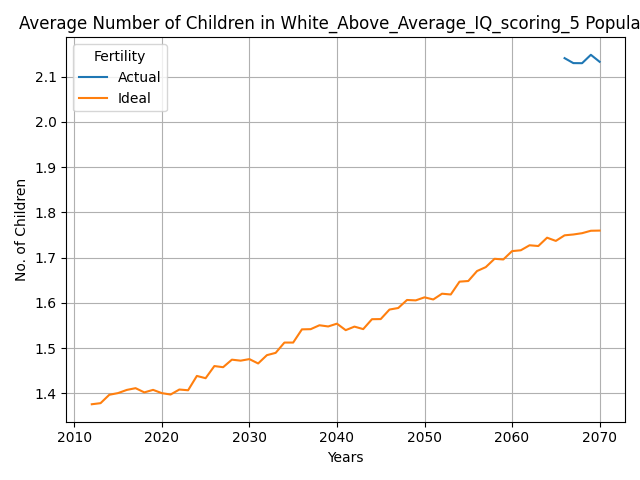 Average Number of Children in White_Above_Average_IQ_scoring_5 Popula
Fertility
Actual
Ideal
2.1
2.0
1.9
1.8
1.7
1.6
1.5
1.4
No. of Children
2010 2020 2030 2040 2050 2060 2070
Years